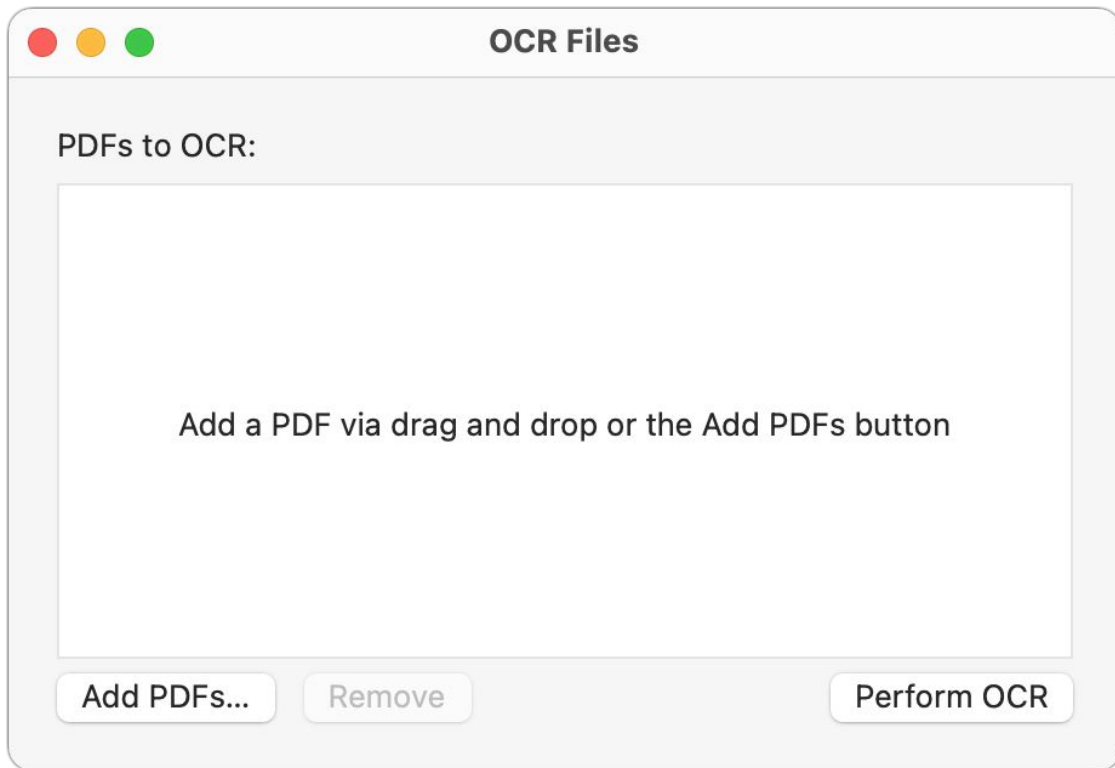 OCR Files
PDFs to OCR:
Add a PDF via drag and drop or the Add PDFs button
Add PDFs...
Remove
Perform OCR